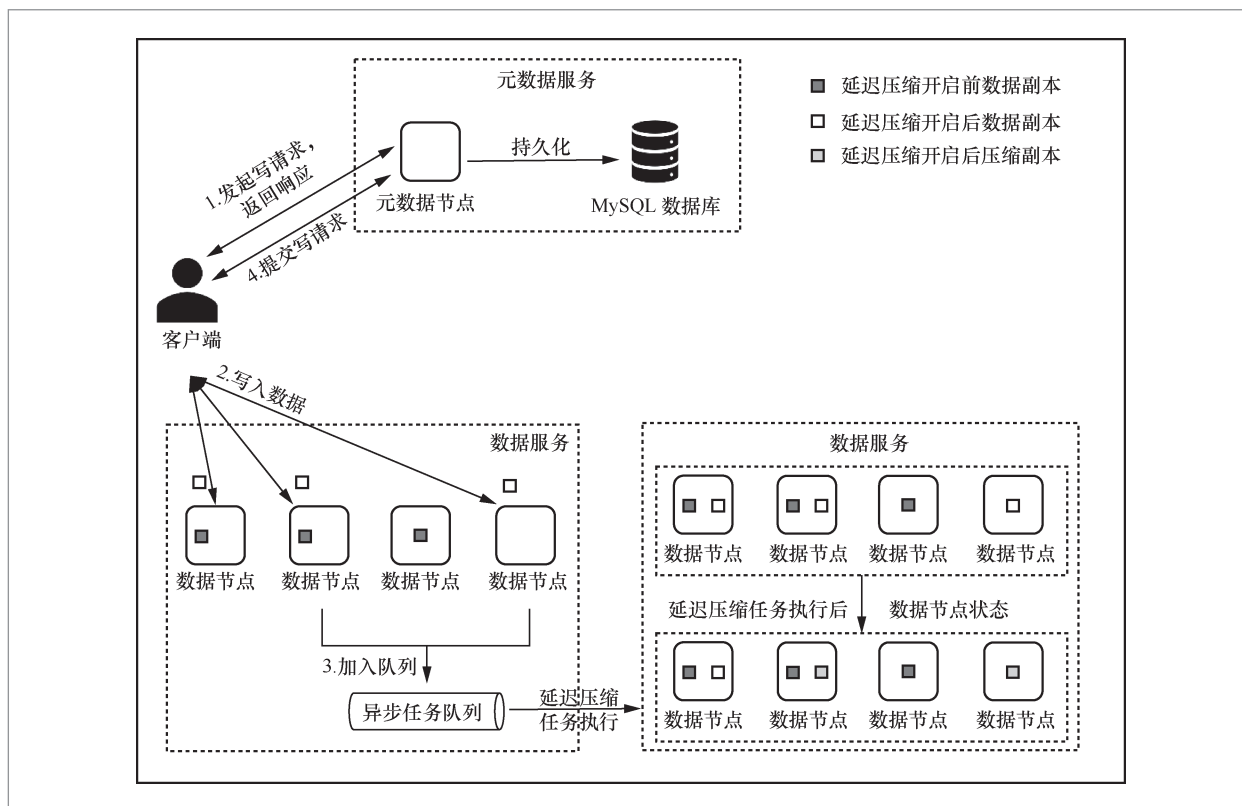 元数据服务
延迟压缩开启前数据副本
延迟压缩开启后数据副本
延迟压缩开启后压缩副本
持久化
元数据节点
MySQL 数据库
1.发起写请求，
返回响应
4.提交写请求
客户端
2.写入数据
数据服务
数据节点
数据节点
数据节点
数据节点
3.加入队列
异步任务队列
延迟压缩
任务执行
数据服务
数据节点
数据节点
数据节点
数据节点
延迟压缩任务执行后
数据节点状态
数据节点
数据节点
数据节点
数据节点